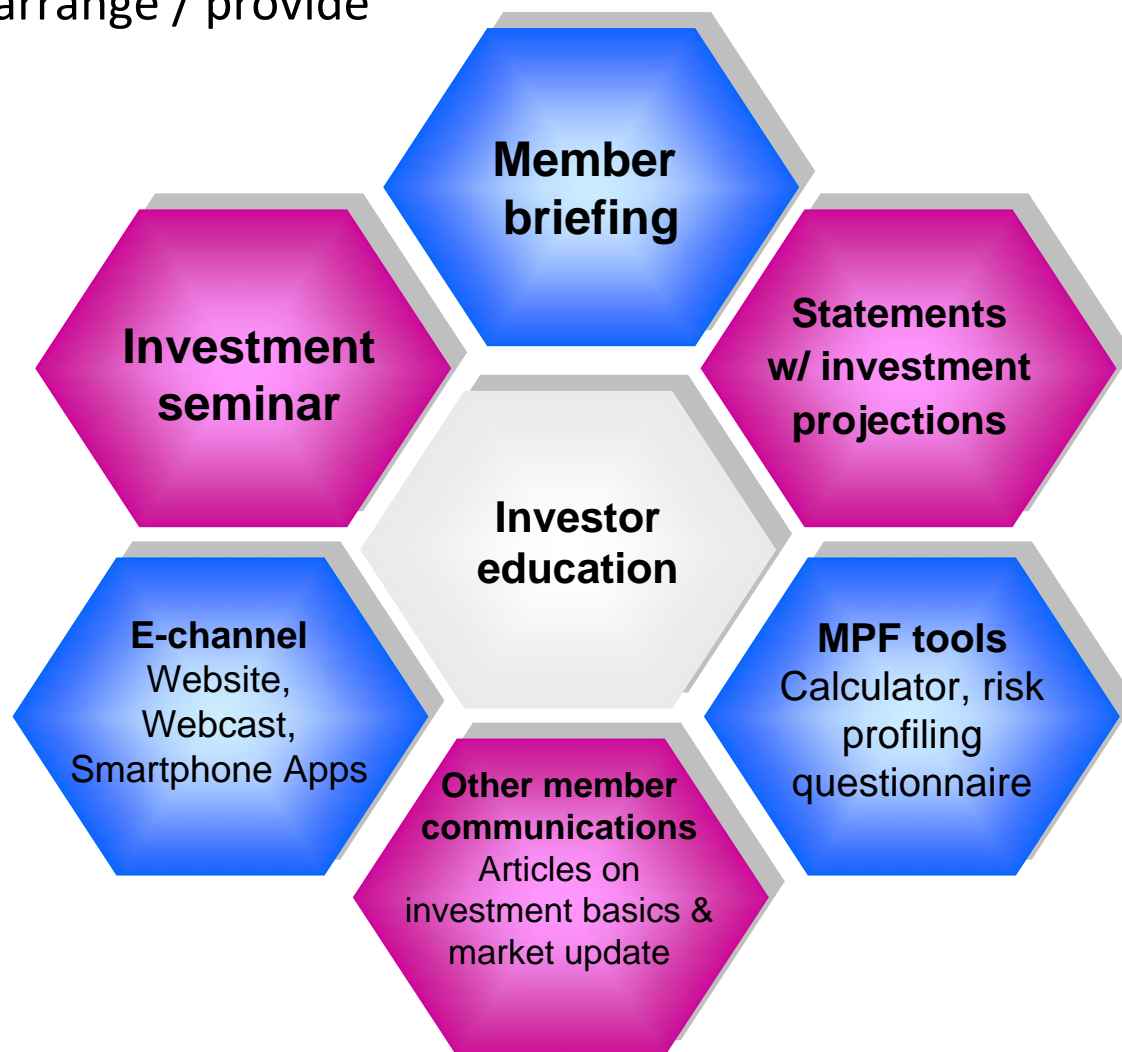 arrange / provide
Member
briefing
Investment
seminar
Statements
w/ investment
projections
Investor
education
E-channel
Website,
Webcast,
Smartphone Apps
MPF tools
Calculator, risk
profiling
questionnaire
Other member
communications
Articles on
investment basics &
market update